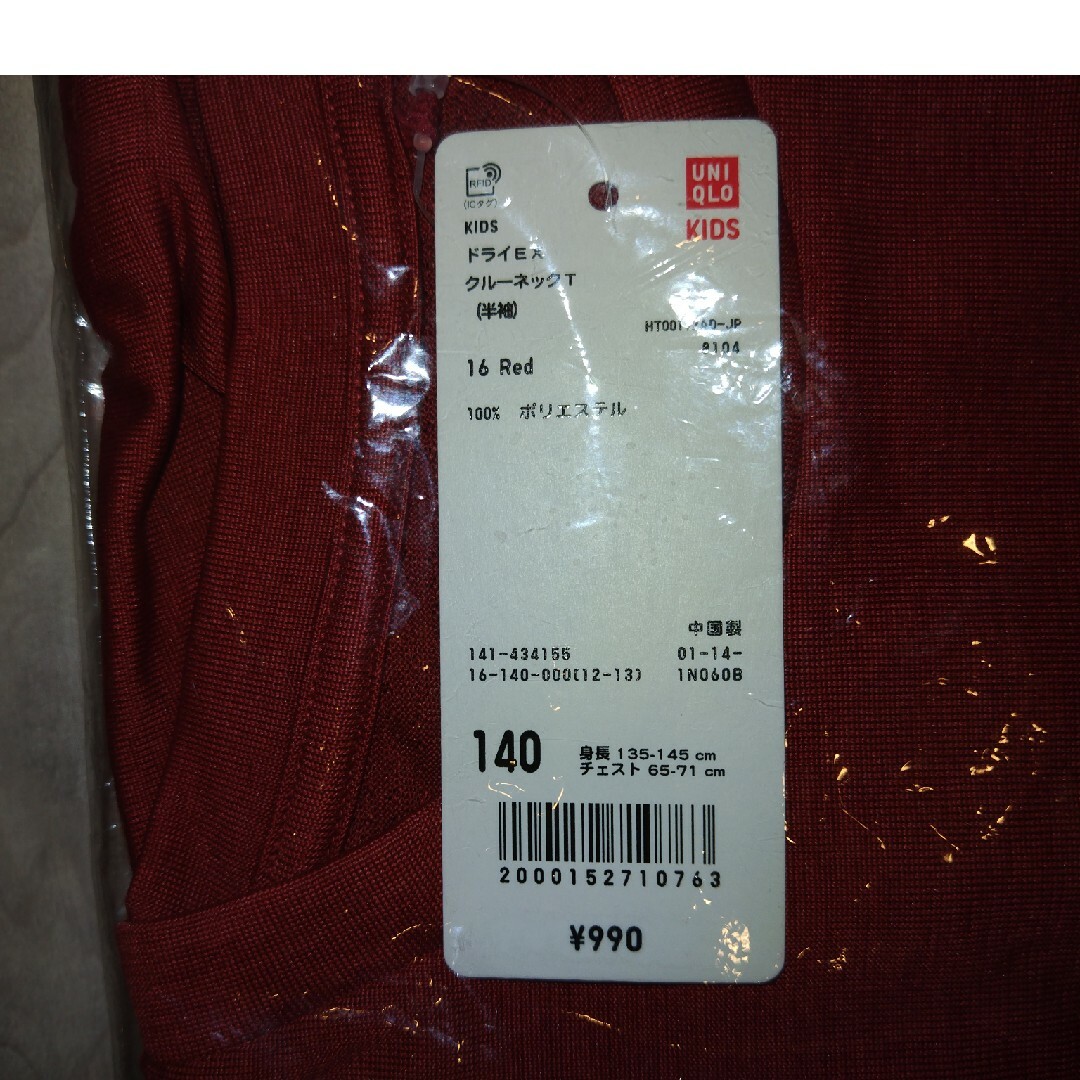 RFID
(ICタグ)
UNI
QLO
KIDS
KIDS
ドライEX
クルーネックT
(半袖)
8104
16 Red
100% ポリエステル
中国製
141-434155 01-14-
16-140-000(12-13) 1N060B
140 身長 135-145 cm
チェスト 65-71 cm
2000152710763
¥990